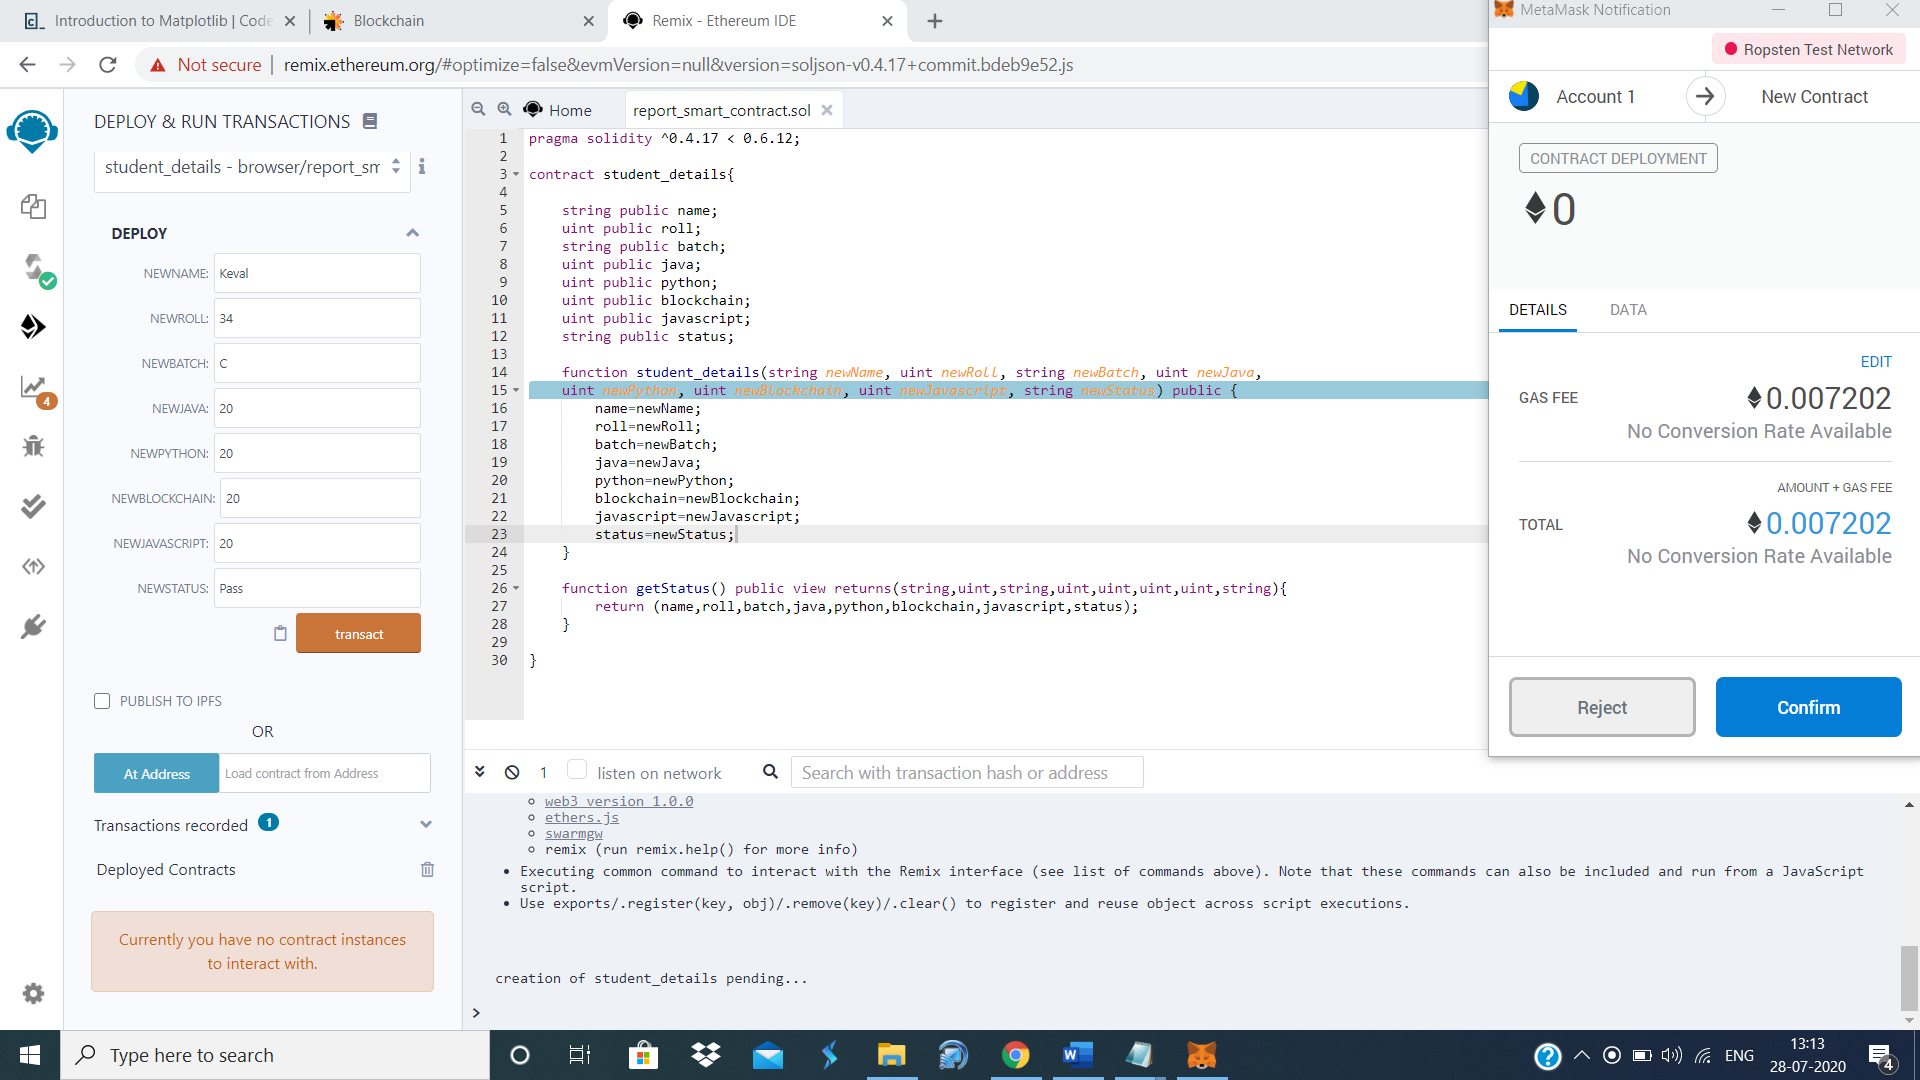 Introduction to Matplotlib | Code
Blockchain
Remix - Ethereum IDE
Not secure
remix.ethereum.org/#optimize=false&evmVersion=null&version=soljson-v0.4.17+commit.bdeb9e52.js
DEPLOY & RUN TRANSACTIONS
student_details - browser/report_sm
DEPLOY
NEWNAME: Keval
NEWROLL: 34
NEWBATCH: C
NEWJAVA: 20
NEWPYTHON: 20
NEWBLOCKCHAIN: 20
NEWJAVASCRIPT: 20
NEWSTATUS: Pass
transact
PUBLISH TO IPFS
OR
At Address
Load contract from Address
Transactions recorded 1
Deployed Contracts
Currently you have no contract instances
to interact with.
4
Home
report_smart_contract.sol
1 pragma solidity ^0.4.17 < 0.6.12;
2
3 contract student_details{
4
5 string public name;
6 uint public roll;
7 string public batch;
8 uint public java;
9 uint public python;
10 uint public blockchain;
11 uint public javascript;
12 string public status;
13
14 function student_details(string newName, uint newRoll, string newBatch, uint newJava,
15 uint newPython, uint newBlockchain, uint newJavascript, string newStatus) public {
16 name=newName;
17 roll=newRoll;
18 batch=newBatch;
19 java=newJava;
20 python=newPython;
21 blockchain=newBlockchain;
22 javascript=newJavascript;
23 status=newStatus;
24 }
25
26 function getStatus() public view returns(string,uint,string,uint,uint,uint,uint,string){
27 return (name,roll,batch,java,python,blockchain,javascript,status);
28 }
29
30 }
1
listen on network
Search with transaction hash or address
web3 version 1.0.0
ethers.js
swarmgw
remix (run remix.help() for more info)
Executing common command to interact with the Remix interface (see list of commands above). Note that these commands can also be included and run from a JavaScript
script.
Use exports/.register(key, obj)/.remove(key)/.clear() to register and reuse object across script executions.
creation of student_details pending...
>
MetaMask Notification
Ropsten Test Network
Account 1
New Contract
CONTRACT DEPLOYMENT
0
DETAILS
DATA
EDIT
GAS FEE
0.007202
No Conversion Rate Available
AMOUNT + GAS FEE
TOTAL
0.007202
No Conversion Rate Available
Reject
Confirm
Type here to search
ENG
13:13
28-07-2020
4